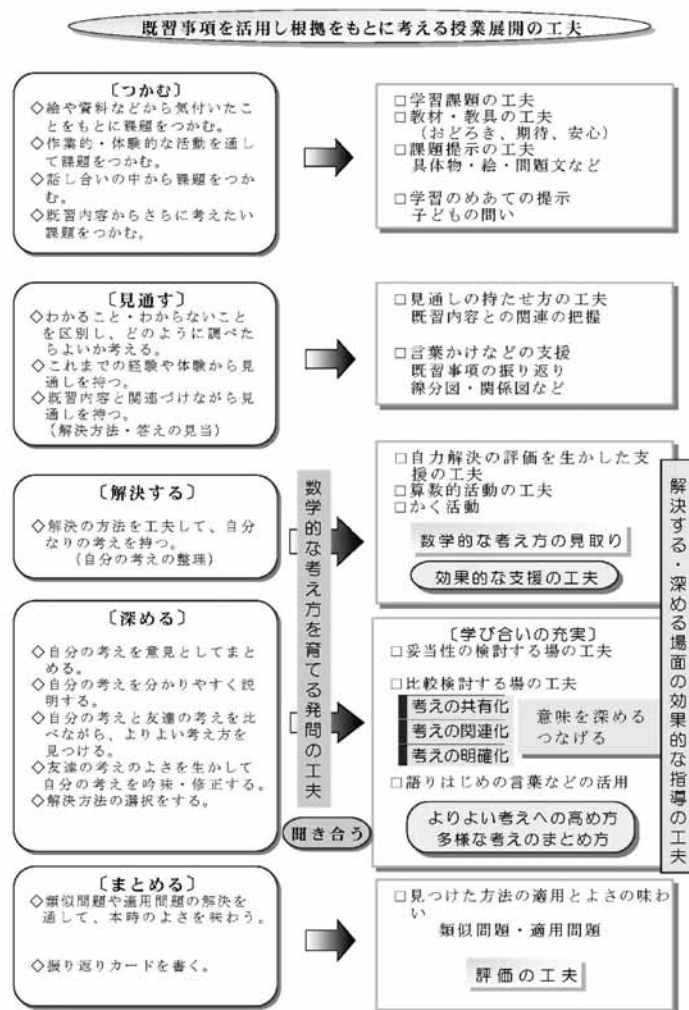 既習事項を活用し根拠をもとに考える授業展開の工夫
〔つかむ〕
◇絵や資料などから気付いたこ
とをもとに課題をつかむ。
◇作業的・体験的な活動を通し
て課題をつかむ。
◇話し合いの中から課題をつか
む。
◇既習内容からさらに考えたい
課題をつかむ。
□学習課題の工夫
□教材・教具の工夫
（おどろき、期待、安心）
□課題提示の工夫
具体物・絵・問題文など
□学習のめあての提示
子どもの問い
〔見通す〕
◇わかること・わからないこと
を区別し、どのように調べた
らよいか考える。
◇これまでの経験や体験から見
通しを持つ。
◇既習内容と関連づけながら見
通しを持つ。
（解決方法・答えの見当）
□見通しの持たせ方の工夫
既習内容との関連の把握
□言葉かけなどの支援
既習事項の振り返り
線分図・関係図など
〔解決する〕
◇解決の方法を工夫して、自分
なりの考えを持つ。
（自分の考えの整理）
数学的な考え方を育てる発問の工夫
□自力解決の評価を生かした支
援の工夫
□算数的活動の工夫
□かく活動
数学的な考え方の見取り
効果的な支援の工夫
解決する・深める場面の効果的な指導の工夫
〔深める〕
◇自分の考えを意見としてまと
める。
◇自分の考えを分かりやすく説
明する。
◇自分の考えと友達の考えを比
べながら、よりよい考え方を
見つける。
◇友達の考えのよさを生かして
自分の考えを吟味・修正する。
◇解決方法の選択をする。
聞き合う
〔学び合いの充実〕
□妥当性の検討する場の工夫
□比較検討する場の工夫
考えの共有化
考えの関連化
考えの明確化
意味を深める
つなげる
□語りはじめの言葉などの活用
よりよい考えへの高め方
多様な考えのまとめ方
〔まとめる〕
◇類似問題や適用問題の解決を
通して、本時のよさを味わう。
◇振り返りカードを書く。
□見つけた方法の適用とよさの味わ
い
類似問題・適用問題
評価の工夫